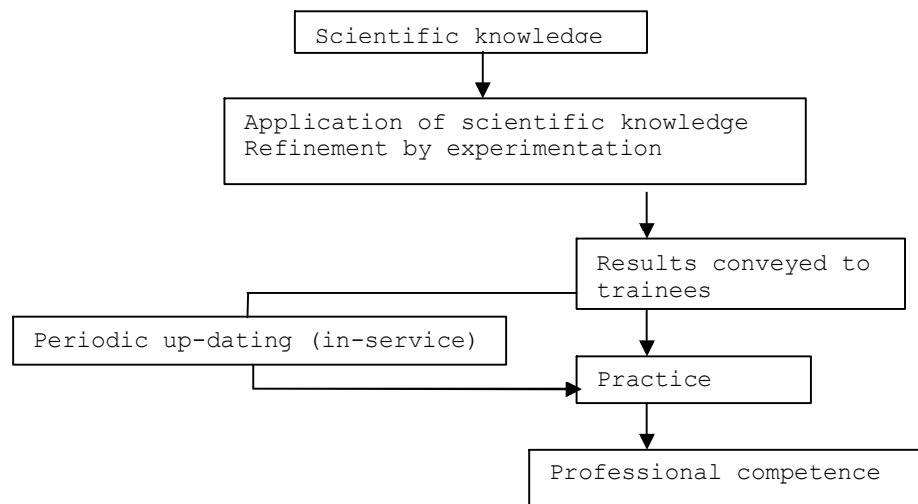 Scientific knowledge
Application of scientific knowledge
Refinement by experimentation
Results conveyed to
trainees
Periodic up-dating (in-service)
Practice
Professional competence